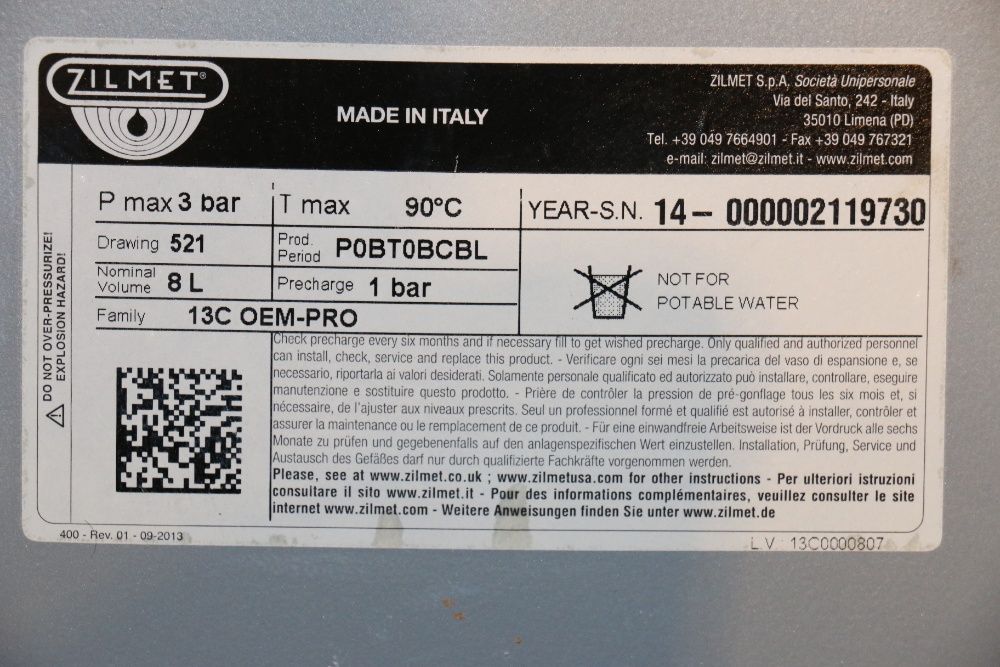 ZILMET®
MADE IN ITALY
ZILMET S.p.A. Società Unipersonale
Via del Santo, 242 - Italy
35010 Limena (PD)
Tel. +39 049 7664901 - Fax +39 049 767321
e-mail: zilmet@zilmet.it - www.zilmet.com
DO NOT OVER-PRESSURIZE!
EXPLOSION HAZARD!
P max 3 bar
T max 90°C
YEAR-S.N. 14- 000002119730
Drawing 521
Prod. Period P0BT0BCBL
Nominal Volume 8 L
Precharge 1 bar
NOT FOR
POTABLE WATER
Family 13C OEM-PRO
Check precharge every six months and if necessary fill to get wished precharge. Only qualified and authorized personnel
can install, check, service and replace this product. - Verificare ogni sei mesi la precarica del vaso di espansione e, se
necessario, riportarla ai valori desiderati. Solamente personale qualificato ed autorizzato può installare, controllare, eseguire
manutenzione e sostituire questo prodotto. - Prière de contrôler la pression de pré-gonflage tous les six mois et, si
nécessaire, de l'ajuster aux niveaux prescrits. Seul un professionnel formé et qualifié est autorisé à installer, contrôler et
assurer la maintenance ou le remplacement de ce produit. - Für eine einwandfreie Arbeitsweise ist der Vordruck alle sechs
Monate zu prüfen und gegebenenfalls auf den anlagenspezifischen Wert einzustellen. Installation, Prüfung, Service und
Austausch des Gefäßes darf nur durch qualifizierte Fachkräfte vorgenommen werden.
Please, see at www.zilmet.co.uk ; www.zilmetusa.com for other instructions - Per ulteriori istruzioni
consultare il sito www.zilmet.it - Pour des informations complémentaires, veuillez consulter le site
internet www.zilmet.com - Weitere Anweisungen finden Sie unter www.zilmet.de
400 - Rev. 01 - 09-2013
L.V.: 13C0000807